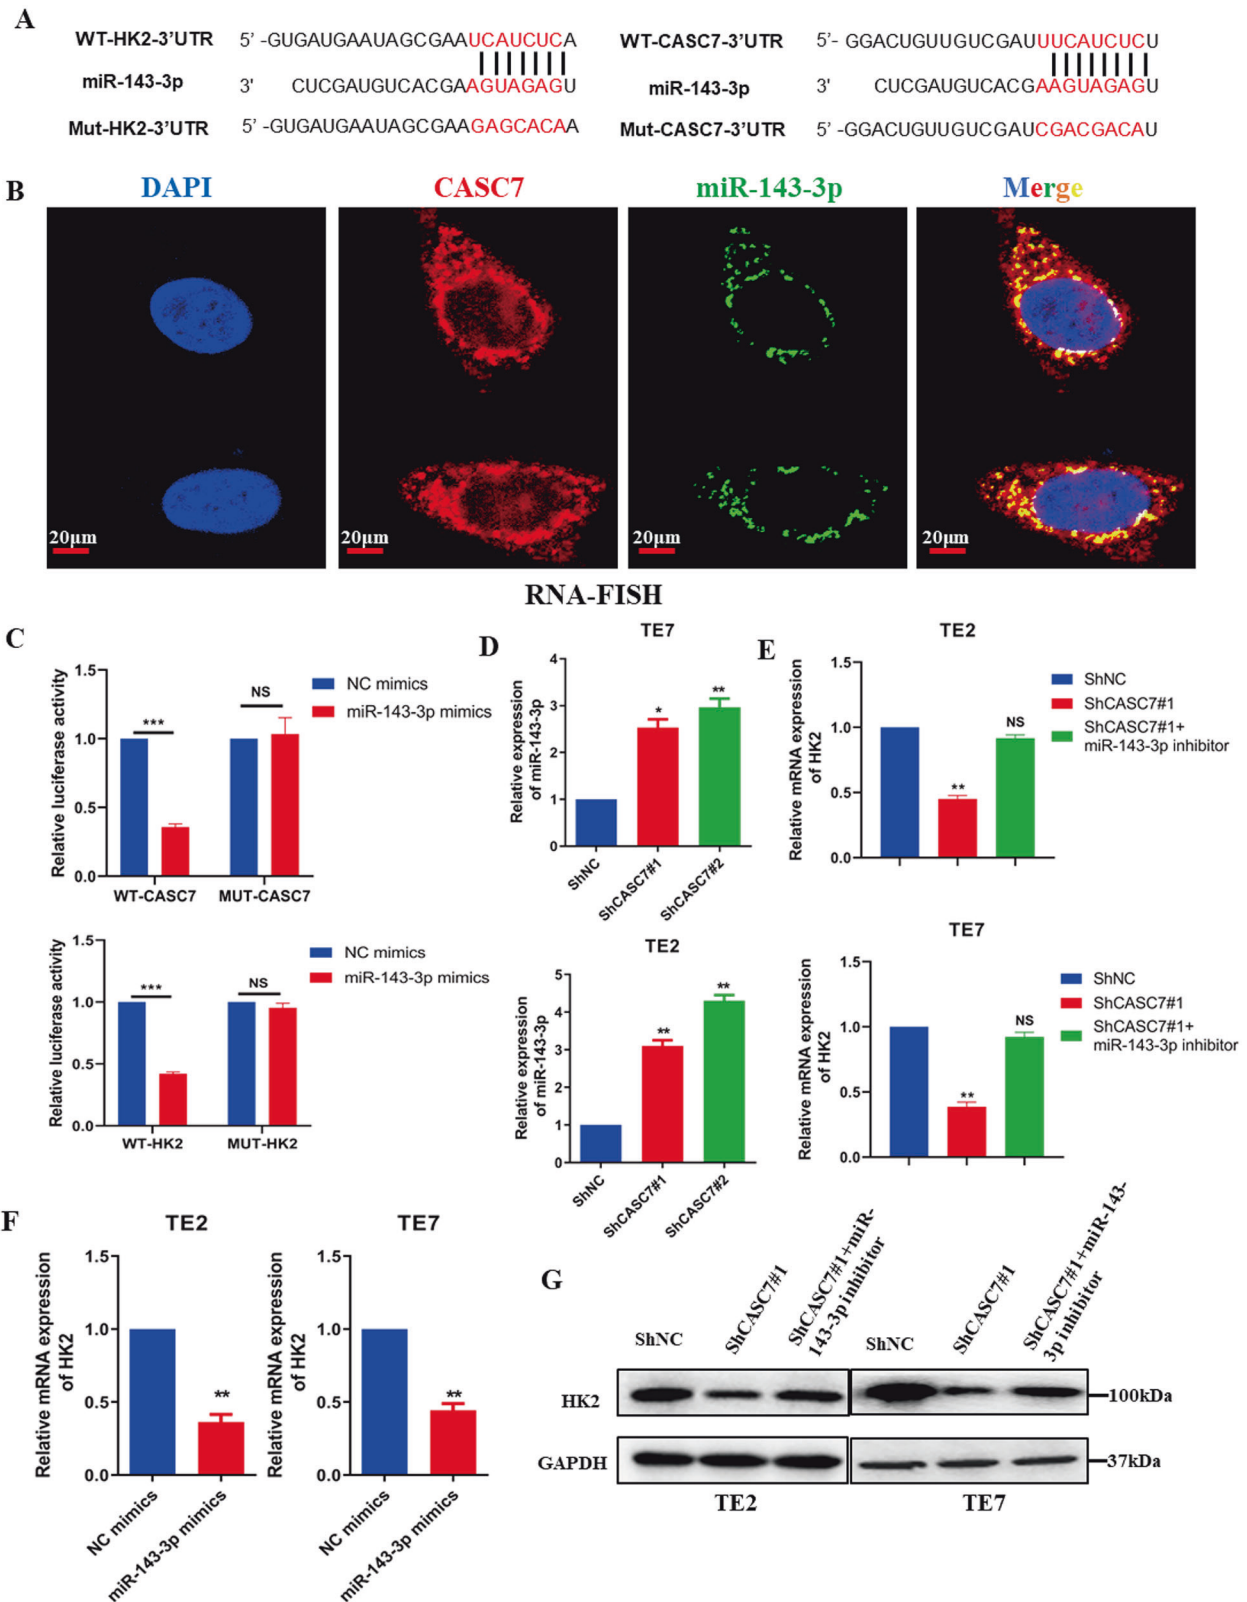 A
WT-HK2-3'UTR 5' -GUGAUGAAUAGCGAAUCAUCUCA
miR-143-3p 3' CUCGAUGUCACGAAGUAGAGU
Mut-HK2-3'UTR 5' -GUGAUGAAUAGCGAAGAGCACAA
WT-CASC7-3'UTR 5'- GGACUGUUGUCGAUUUCAUCUCU
miR-143-3p 3' CUCGAUGUCACGAAGUAGAGU
Mut-CASC7-3'UTR 5' -GGACUGUUGUCGAUCGACGACAU
B
DAPI
CASC7
miR-143-3p
Merge
20μm
20μm
20μm
20μm
RNA-FISH
C
Relative luciferase activity
1.5
1.0
0.5
0.0
***
NS
WT-CASC7
MUT-CASC7
NC mimics
miR-143-3p mimics
Relative luciferase activity
1.5
1.0
0.5
0.0
***
NS
WT-HK2
MUT-HK2
NC mimics
miR-143-3p mimics
D
TE7
Relative expression
of miR-143-3p
4
3
2
1
0
*
**
ShNC
ShCASC7#1
ShCASC7#2
TE2
Relative expression
of miR-143-3p
5
4
3
2
1
0
**
**
ShNC
ShCASC7#1
ShCASC7#2
E
TE2
Relative mRNA expression
of HK2
1.5
1.0
0.5
0.0
**
NS
ShNC
ShCASC7#1
ShCASC7#1+
miR-143-3p inhibitor
TE7
Relative mRNA expression
of HK2
1.5
1.0
0.5
0.0
**
NS
ShNC
ShCASC7#1
ShCASC7#1+
miR-143-3p inhibitor
F
TE2
Relative mRNA expression
of HK2
1.5
1.0
0.5
0.0
**
NC mimics
miR-143-3p mimics
TE7
Relative mRNA expression
of HK2
1.5
1.0
0.5
0.0
**
NC mimics
miR-143-3p mimics
G
ShNC
ShCASC7#1
ShCASC7#1+miR-
143-3p inhibitor
ShNC
ShCASC7#1
ShCASC7#1+miR-143-
3p inhibitor
HK2
100kDa
GAPDH
37kDa
TE2
TE7